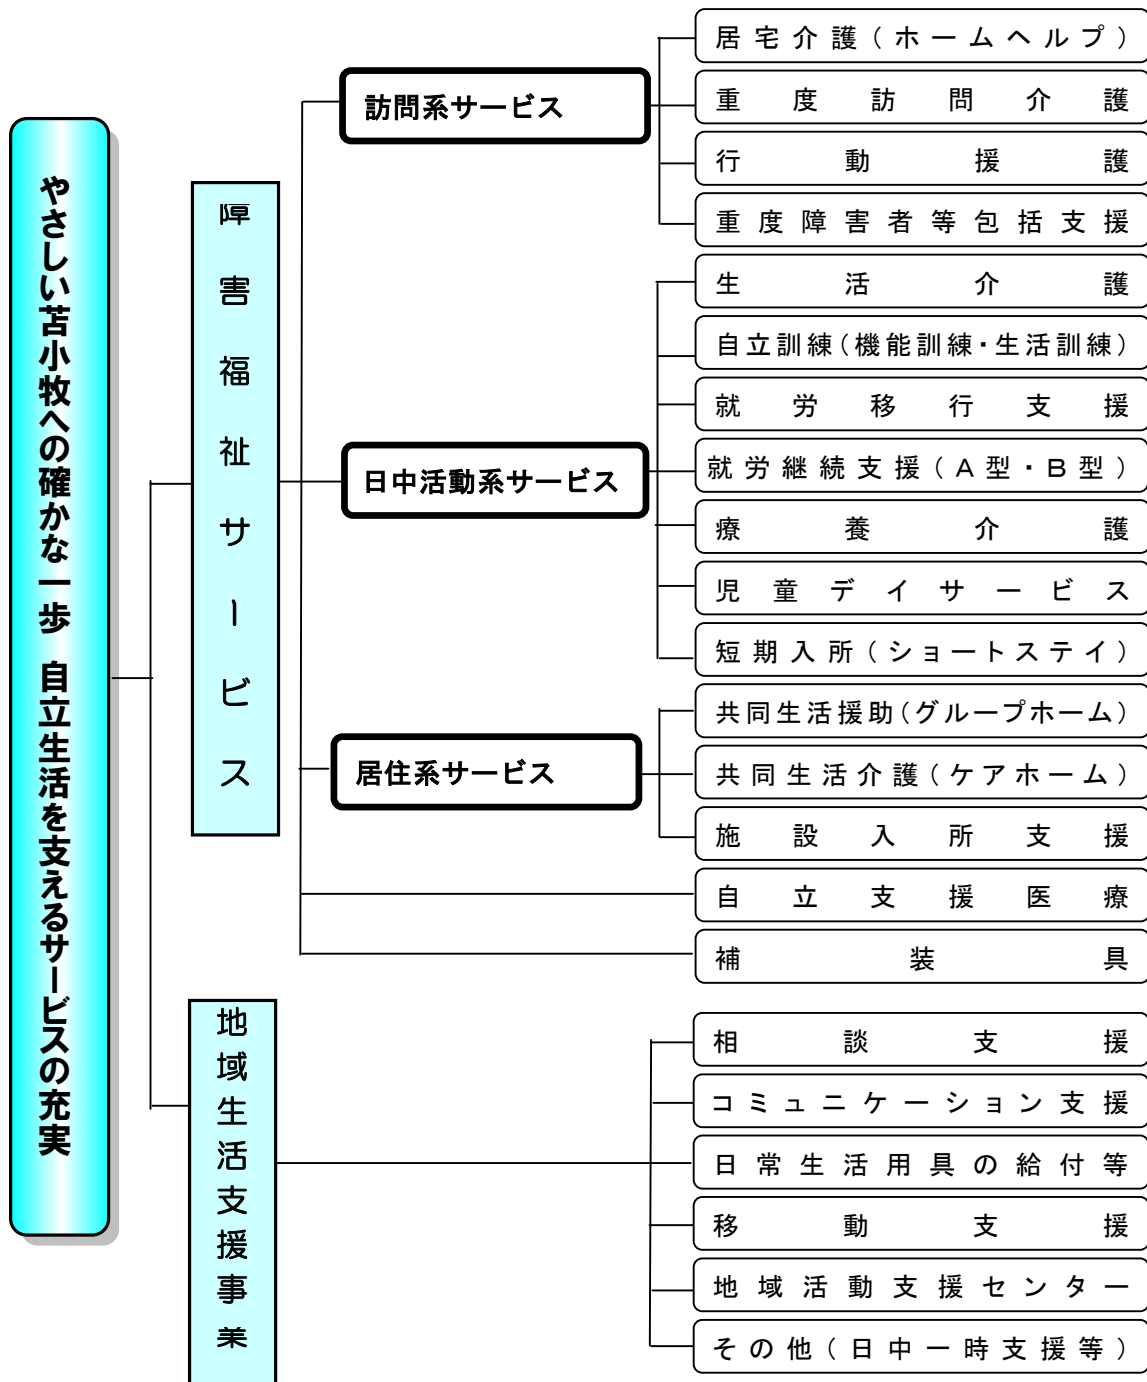 やさしい苫小牧への確かな一歩 自立生活を支えるサービスの充実
障害福祉サービス
訪問系サービス
居宅介護(ホームヘルプ)
重度訪問介護
行動援護
重度障害者等包括支援
日中活動系サービス
生活介護
自立訓練(機能訓練・生活訓練)
就労移行支援
就労継続支援(A型・B型)
療養介護
児童デイサービス
短期入所(ショートステイ)
居住系サービス
共同生活援助(グループホーム)
共同生活介護(ケアホーム)
施設入所支援
自立支援医療
補装具
地域生活支援事業
相談支援
コミュニケーション支援
日常生活用具の給付等
移動支援
地域活動支援センター
その他(日中一時支援等)